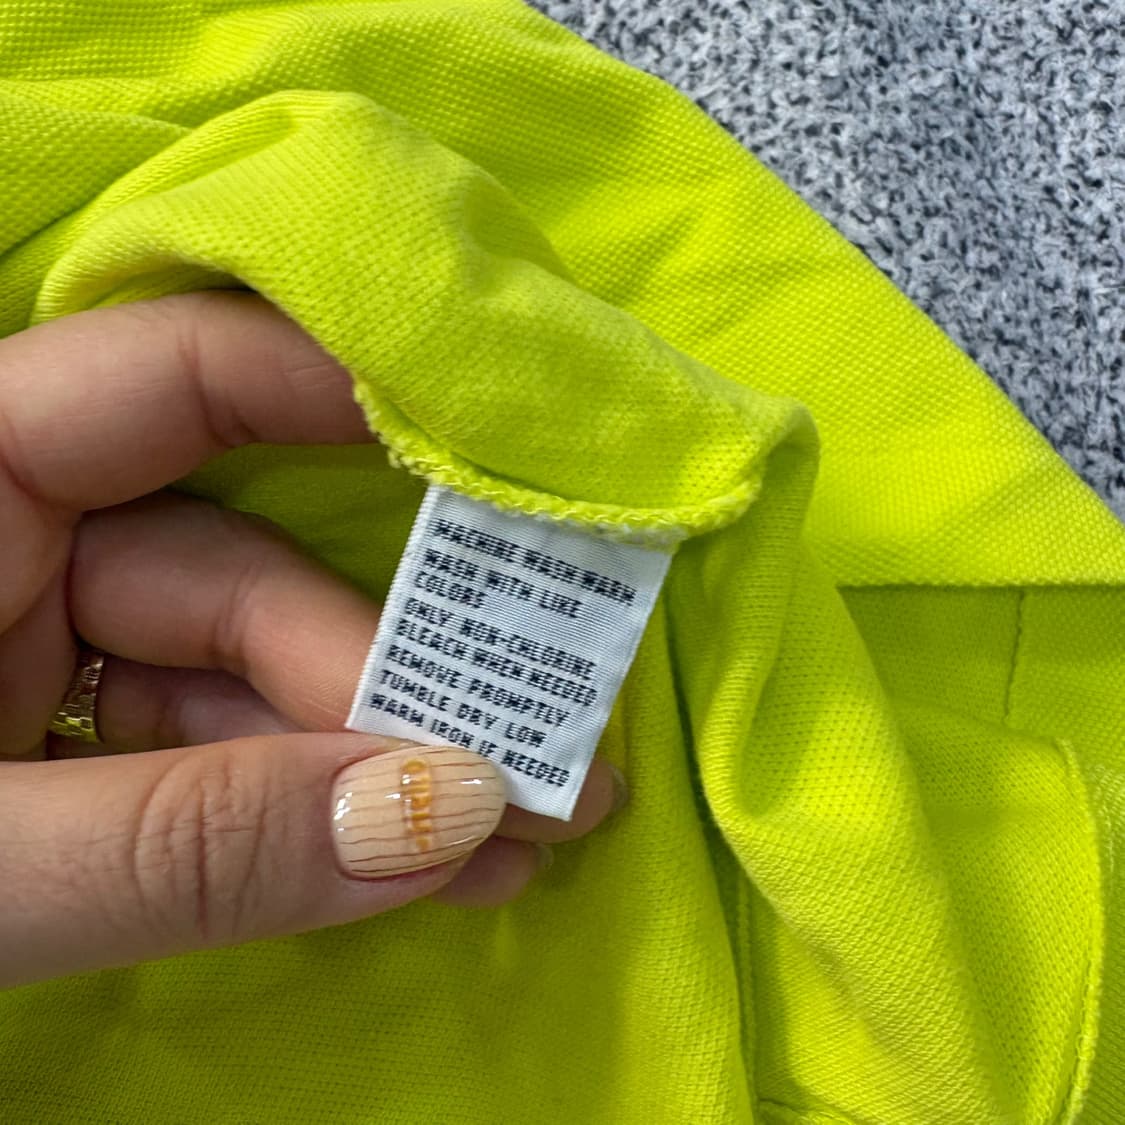 MACHINE WASH WARM
WASH WITH LIKE
COLORS
ONLY NON-CHLORINE
BLEACH WHEN NEEDED
REMOVE PROMPTLY
TUMBLE DRY LOW
WARM IRON IF NEEDED